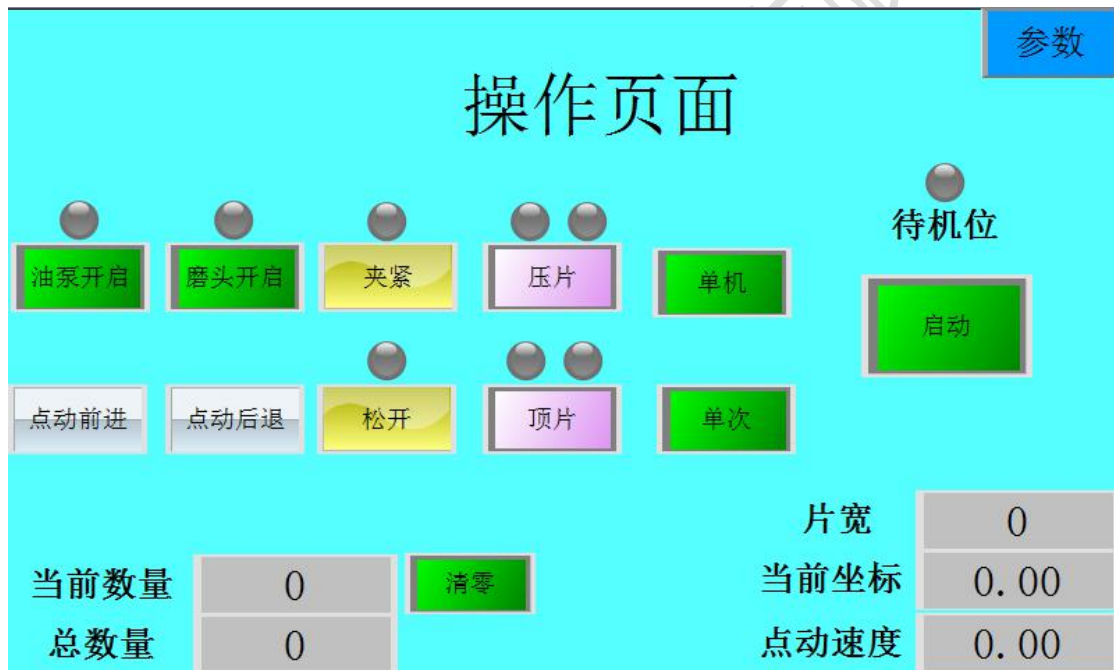 参数
操作页面
待机位
油泵开启 磨头开启 夹紧 压片 单机
启动
点动前进 点动后退 松开 顶片 单次
片宽 0
当前数量 0 清零 当前坐标 0.00
总数量 0 点动速度 0.00